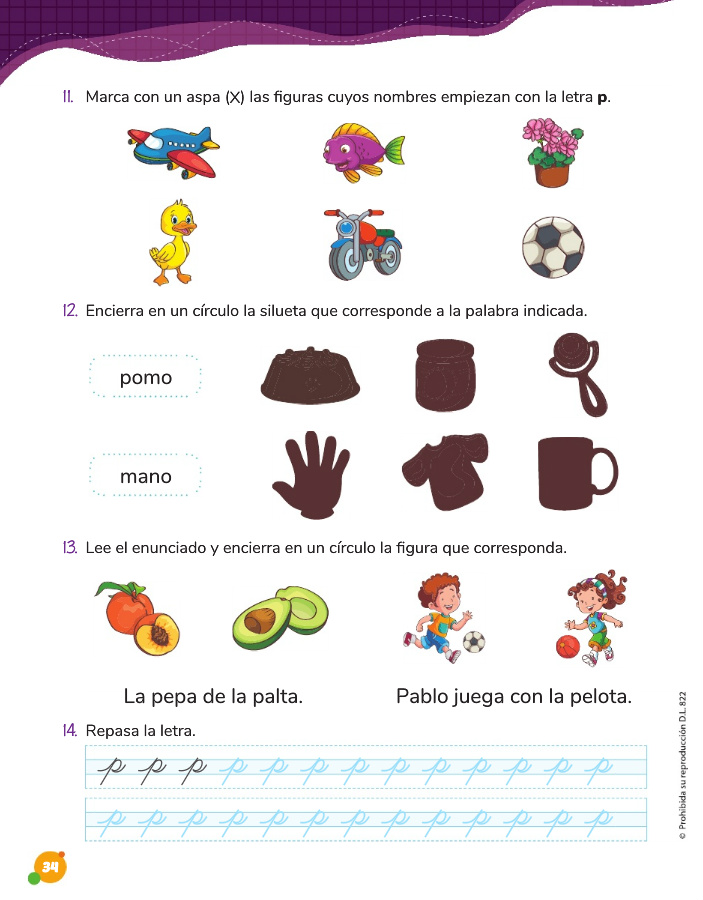 11. Marca con un aspa (X) las figuras cuyos nombres empiezan con la letra p.
12. Encierra en un círculo la silueta que corresponde a la palabra indicada.
pomo
mano
13. Lee el enunciado y encierra en un círculo la figura que corresponda.
La pepa de la palta.
Pablo juega con la pelota.
14. Repasa la letra.
p p p p p p p p p p p p p
p p p p p p p p p p p p p
© Prohibida su reproducción D.L. 822
34